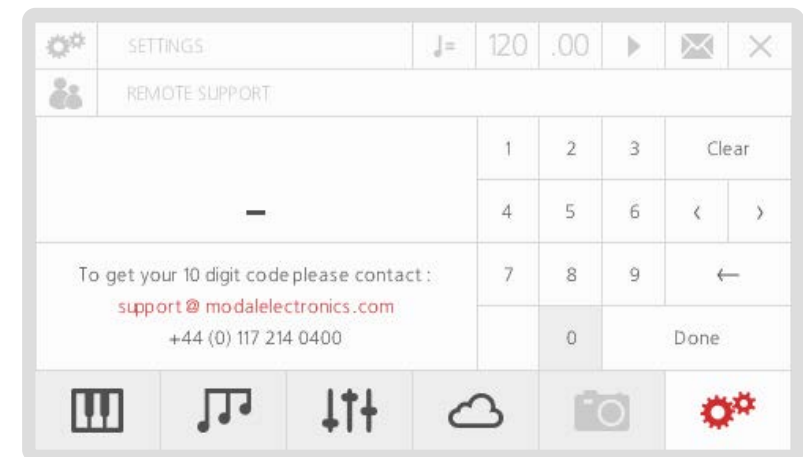 SETTINGS ♩= 120 .00
REMOTE SUPPORT
1 2 3 Clear
–
4 5 6 ‹ ›
To get your 10 digit code please contact :
support@modalelectronics.com
+44 (0) 117 214 0400
7 8 9 ←
0 Done